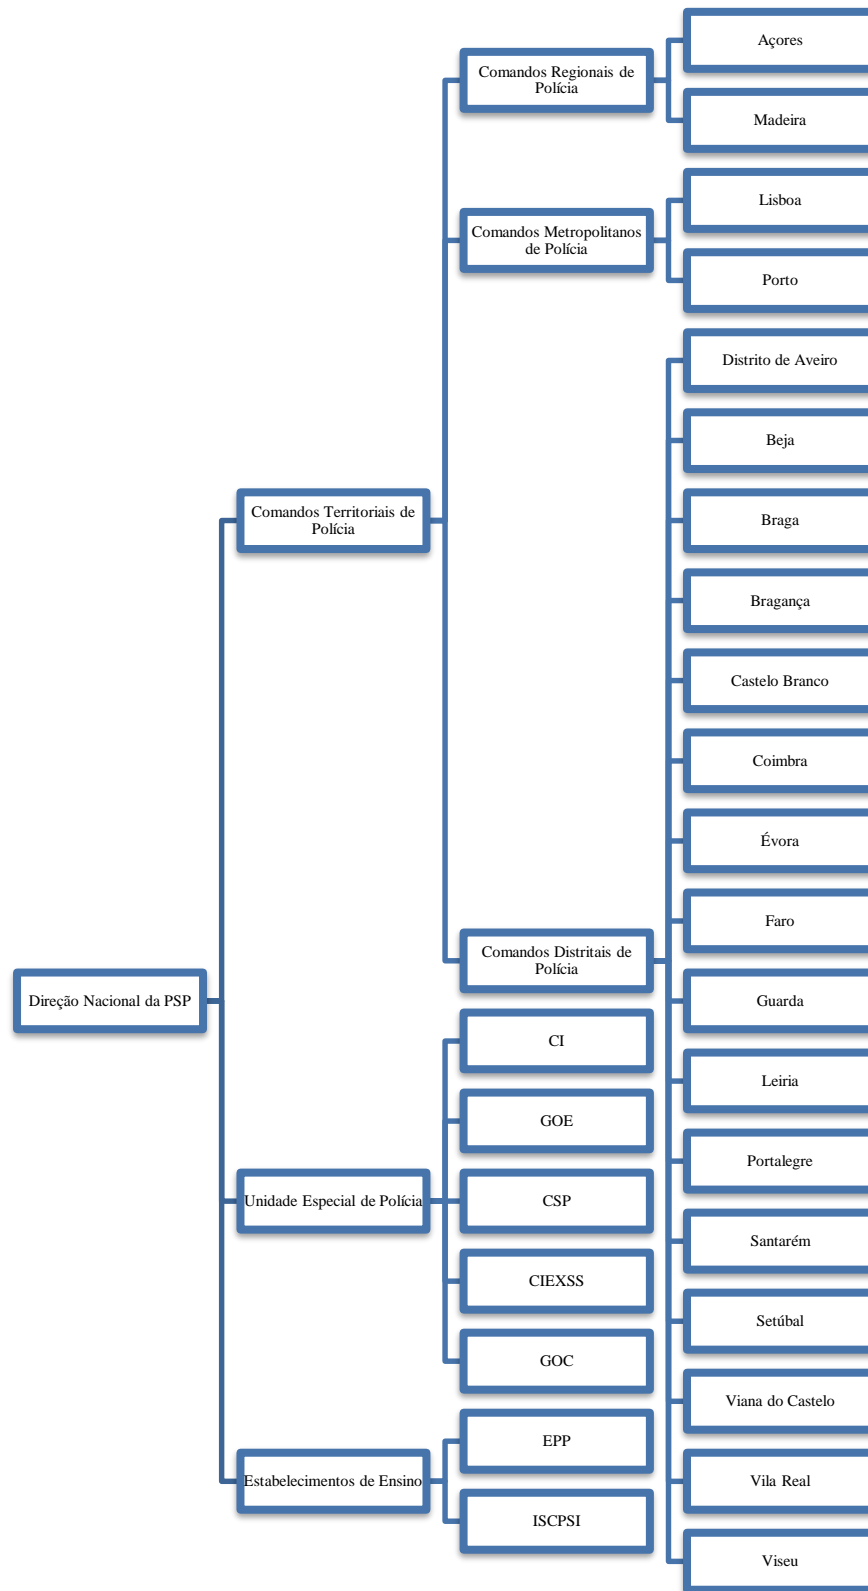 Direção Nacional da PSP
Comandos Territoriais de
Polícia
Comandos Regionais de
Polícia
Açores
Madeira
Comandos Metropolitanos
de Polícia
Lisboa
Porto
Comandos Distritais de
Polícia
Distrito de Aveiro
Beja
Braga
Bragança
Castelo Branco
Coimbra
Évora
Faro
Guarda
Leiria
Portalegre
Santarém
Setúbal
Viana do Castelo
Vila Real
Viseu
Unidade Especial de Polícia
CI
GOE
CSP
CIEXSS
GOC
Estabelecimentos de Ensino
EPP
ISCPSI